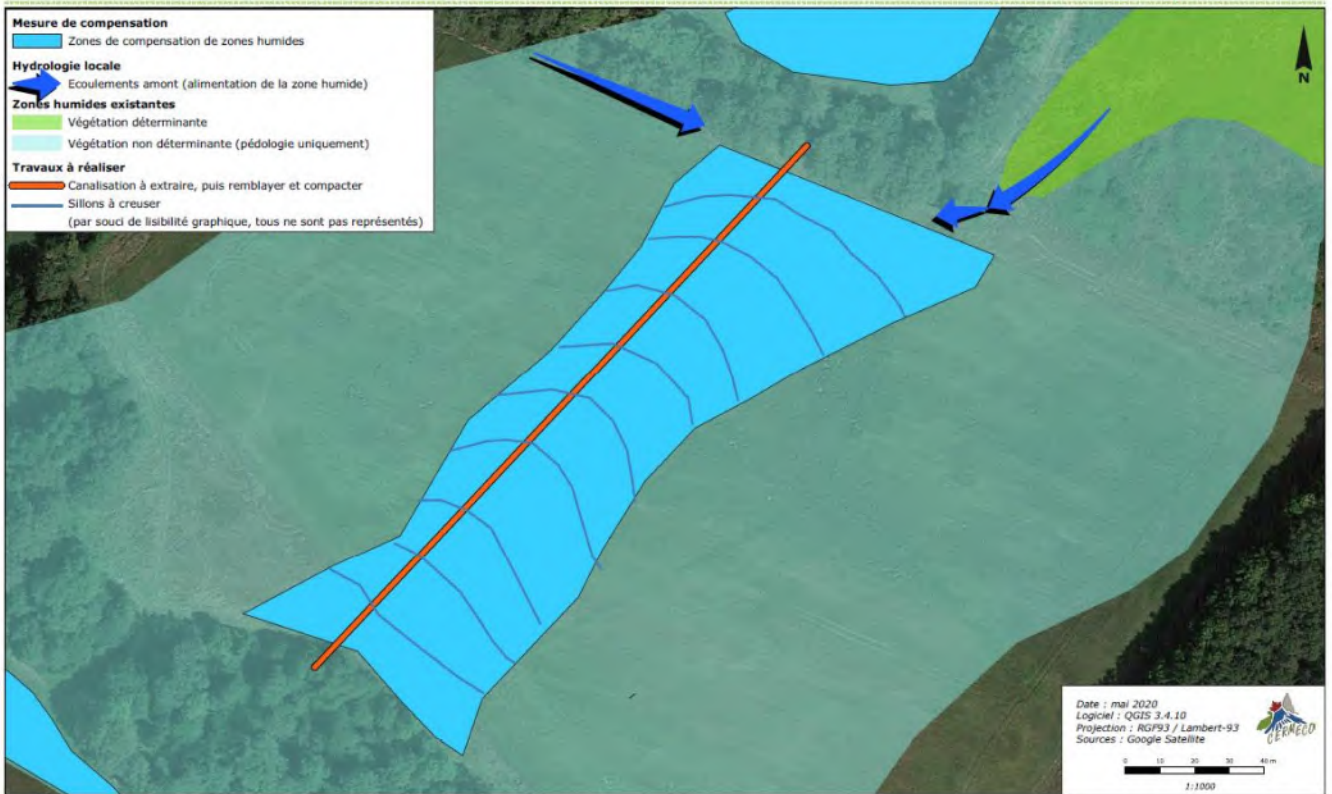 Mesure de compensation
Zones de compensation de zones humides
Hydrologie locale
Ecoulements amont (alimentation de la zone humide)
Zones humides existantes
Végétation déterminante
Végétation non déterminante (pédologie uniquement)
Travaux à réaliser
Canalisation à extraire, puis remblayer et compacter
Sillons à creuser
(par souci de lisibilité graphique, tous ne sont pas représentés)
N
Date : mai 2020
Logiciel : QGIS 3.4.10
Projection : RGF93 / Lambert-93
Sources : Google Satellite
CERMECO
0 10 20 30 40 m
1:1000